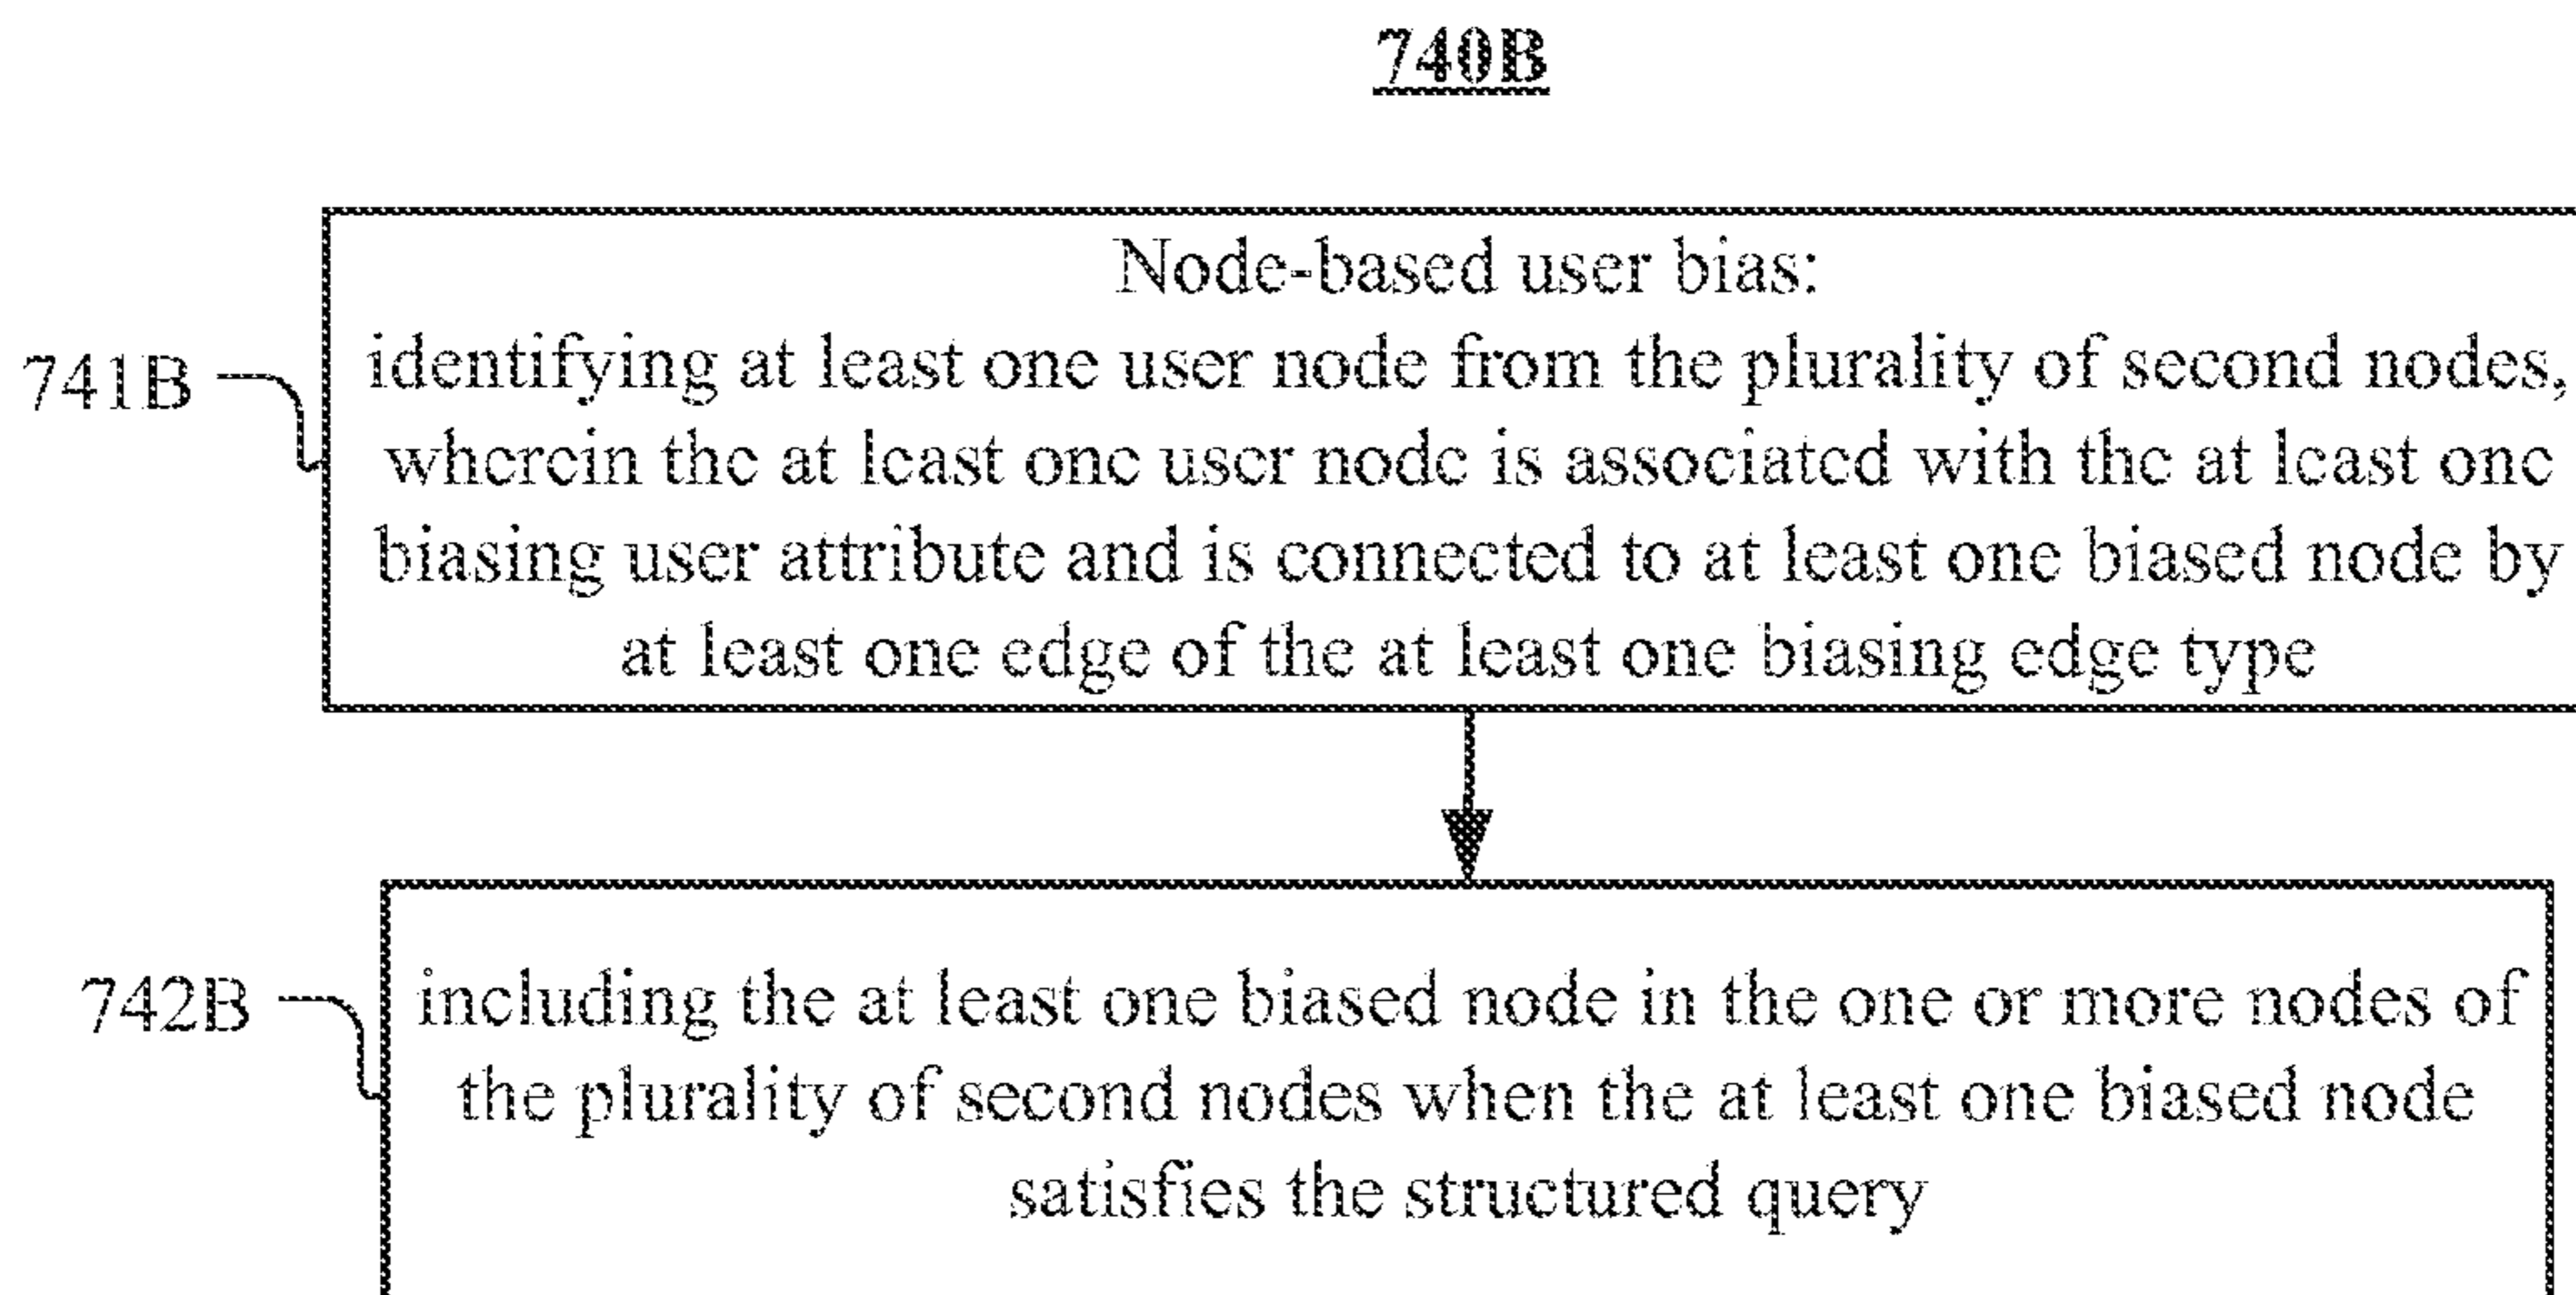 740B
Node-based user bias:
741B
identifying at least one user node from the plurality of second nodes,
wherein the at least one user node is associated with the at least one
biasing user attribute and is connected to at least one biased node by
at least one edge of the at least one biasing edge type
742B
including the at least one biased node in the one or more nodes of
the plurality of second nodes when the at least one biased node
satisfies the structured query